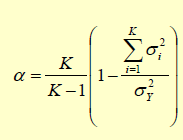 α = K / (K − 1) ( 1 − ∑_{i=1}^{K} σ_i^2 / σ_Y^2 )